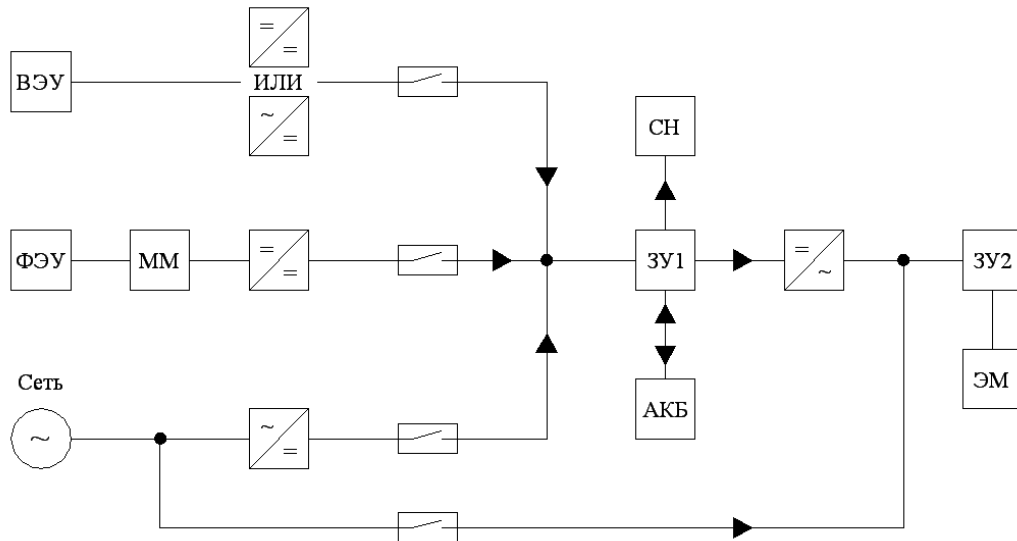 =
=
ВЭУ
ИЛИ
~
=
СН
ФЭУ
ММ
=
=
ЗУ1
=
~
ЗУ2
Сеть
АКБ
ЭМ
~
~
=